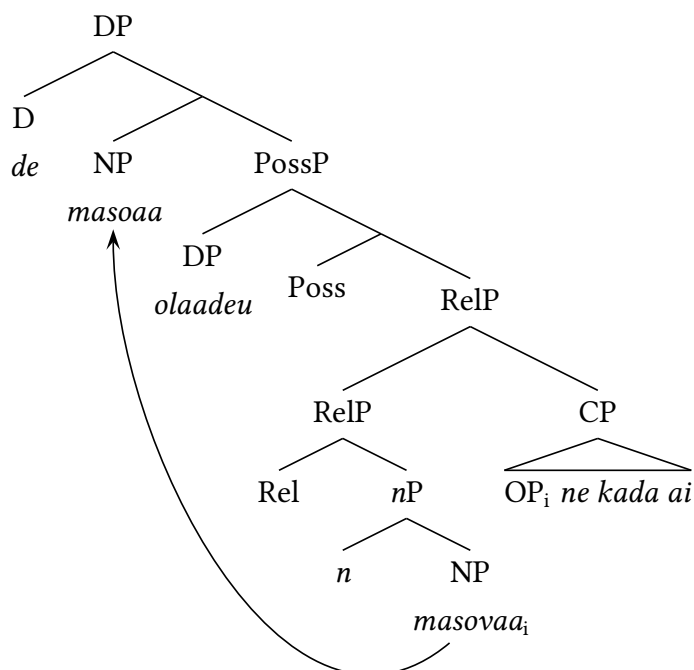 DP
D
de
NP
masoaa
PossP
DP
olaadeu
Poss
RelP
RelP
CP
Rel
nP
OPi ne kada ai
n
NP
masovaai